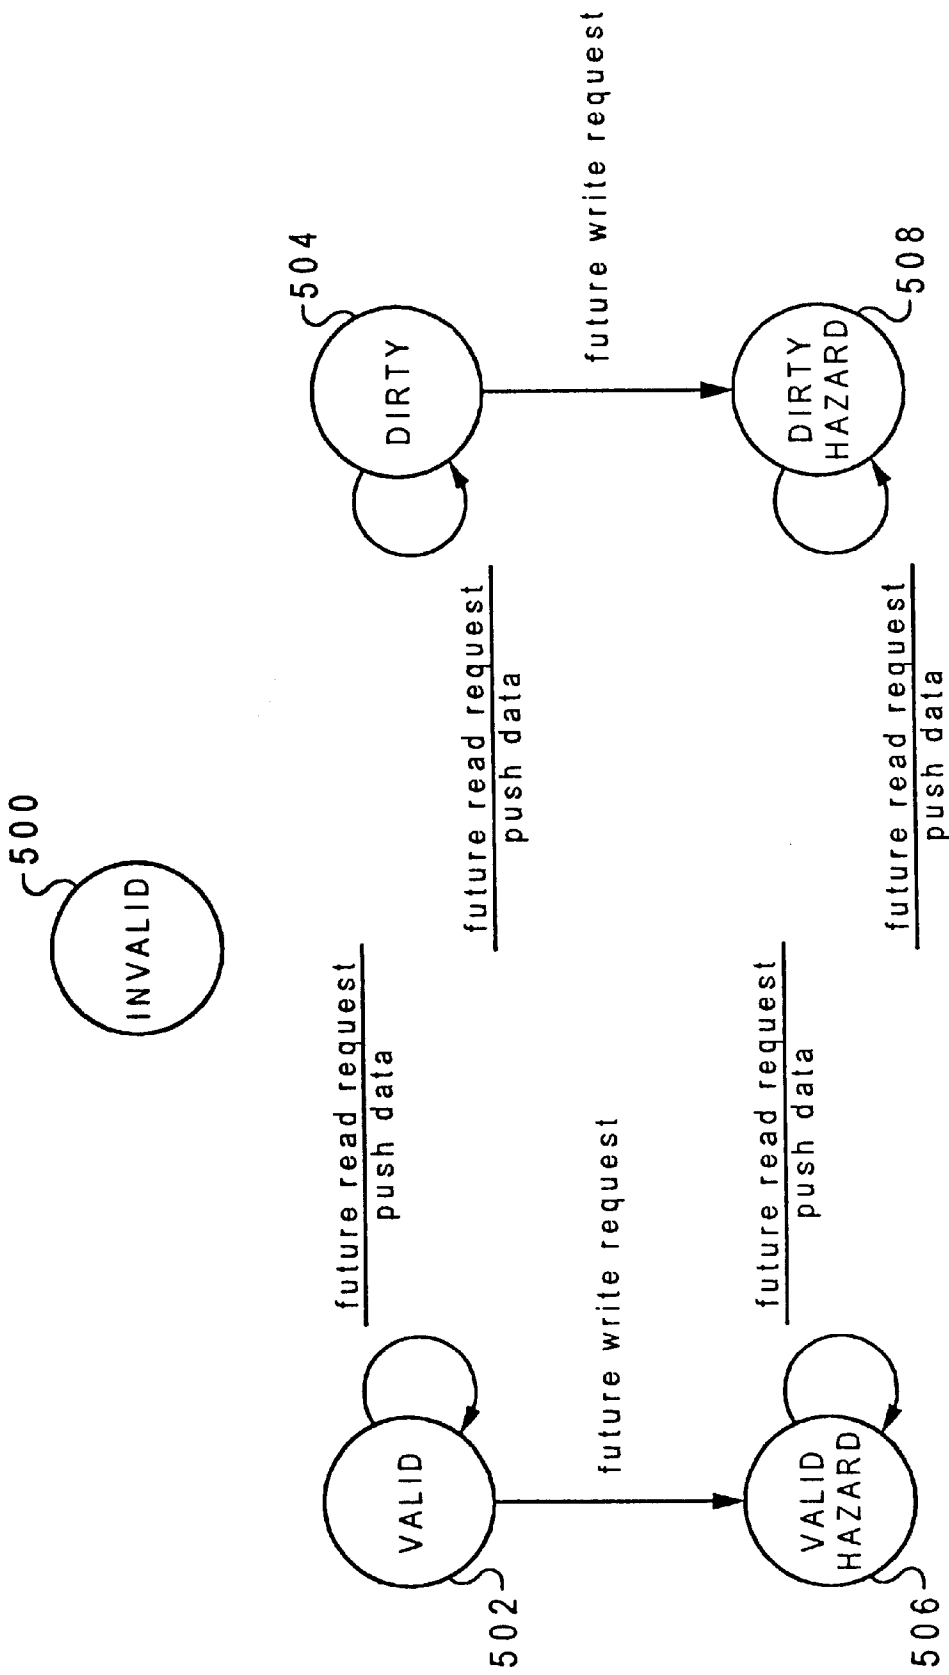 500
INVALID
502
VALID
future read request
push data
504
DIRTY
future read request
push data
future write request
future write request
506
VALID
HAZARD
future read request
push data
508
DIRTY
HAZARD
future read request
push data